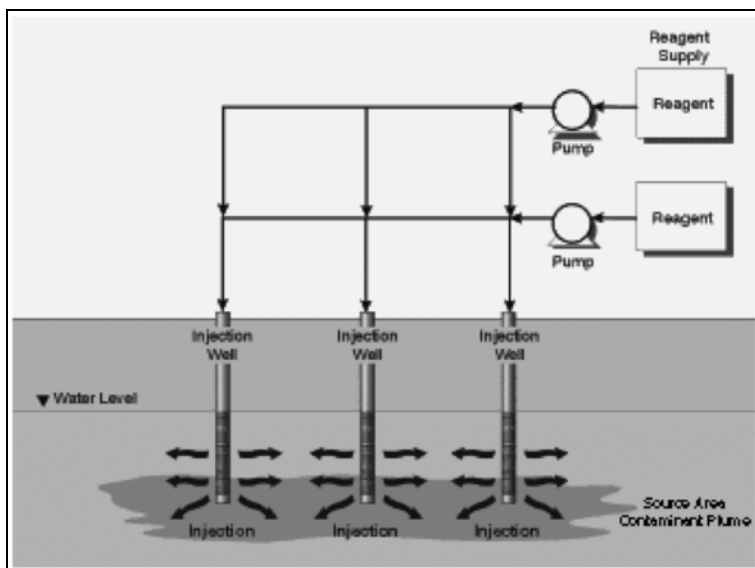 Reagent
Supply
Reagent
Pump
Reagent
Pump
Injection
Well
Injection
Well
Injection
Well
Water Level
Source Area
Contaminant Plume
Injection
Injection
Injection